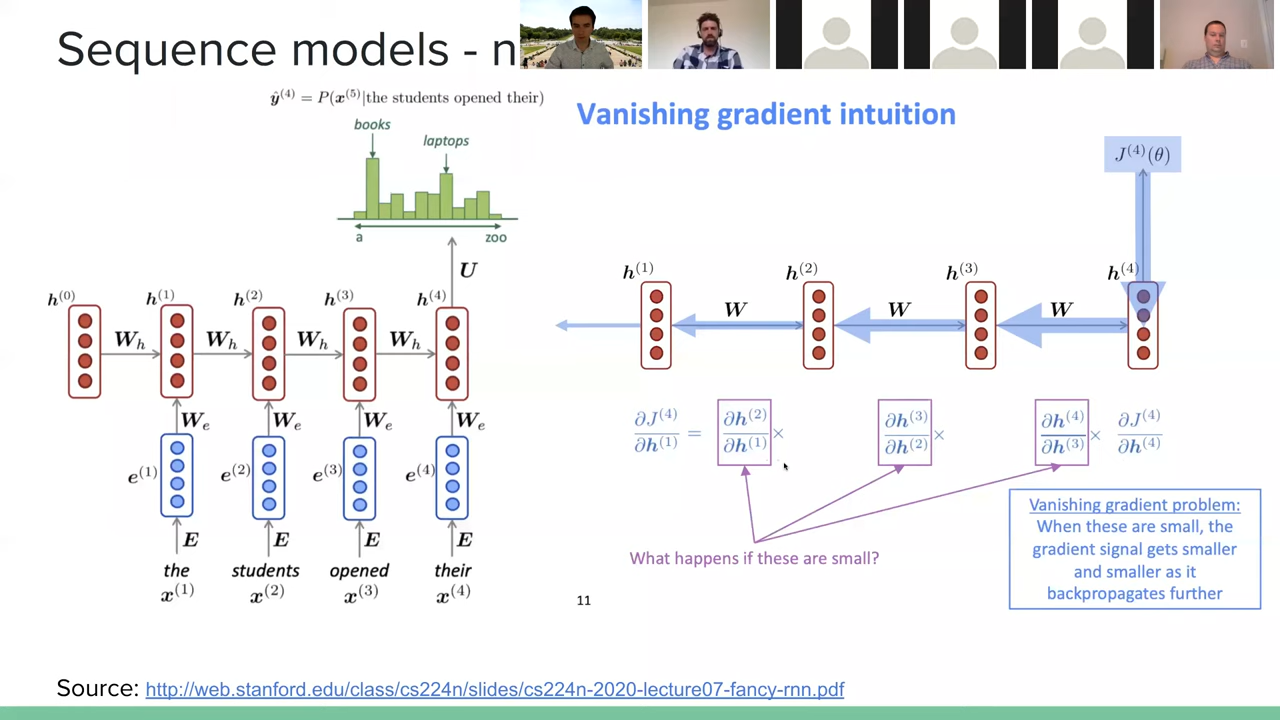 Sequence models - n
ŷ⁽⁴⁾ = P(x⁽⁵⁾|the students opened their)
books
laptops
a
zoo
U
h⁽⁰⁾
h⁽¹⁾
h⁽²⁾
h⁽³⁾
h⁽⁴⁾
Wₕ
Wₕ
Wₕ
Wₕ
Wₑ
Wₑ
Wₑ
Wₑ
e⁽¹⁾
e⁽²⁾
e⁽³⁾
e⁽⁴⁾
E
E
E
E
the
students
opened
their
x⁽¹⁾
x⁽²⁾
x⁽³⁾
x⁽⁴⁾
Vanishing gradient intuition
J⁽⁴⁾(θ)
h⁽¹⁾
h⁽²⁾
h⁽³⁾
h⁽⁴⁾
W
W
W
∂J⁽⁴⁾/∂h⁽¹⁾ = ∂h⁽²⁾/∂h⁽¹⁾ × ∂h⁽³⁾/∂h⁽²⁾ × ∂h⁽⁴⁾/∂h⁽³⁾ × ∂J⁽⁴⁾/∂h⁽⁴⁾
What happens if these are small?
Vanishing gradient problem:
When these are small, the
gradient signal gets smaller
and smaller as it
backpropagates further
11
Source: http://web.stanford.edu/class/cs224n/slides/cs224n-2020-lecture07-fancy-rnn.pdf